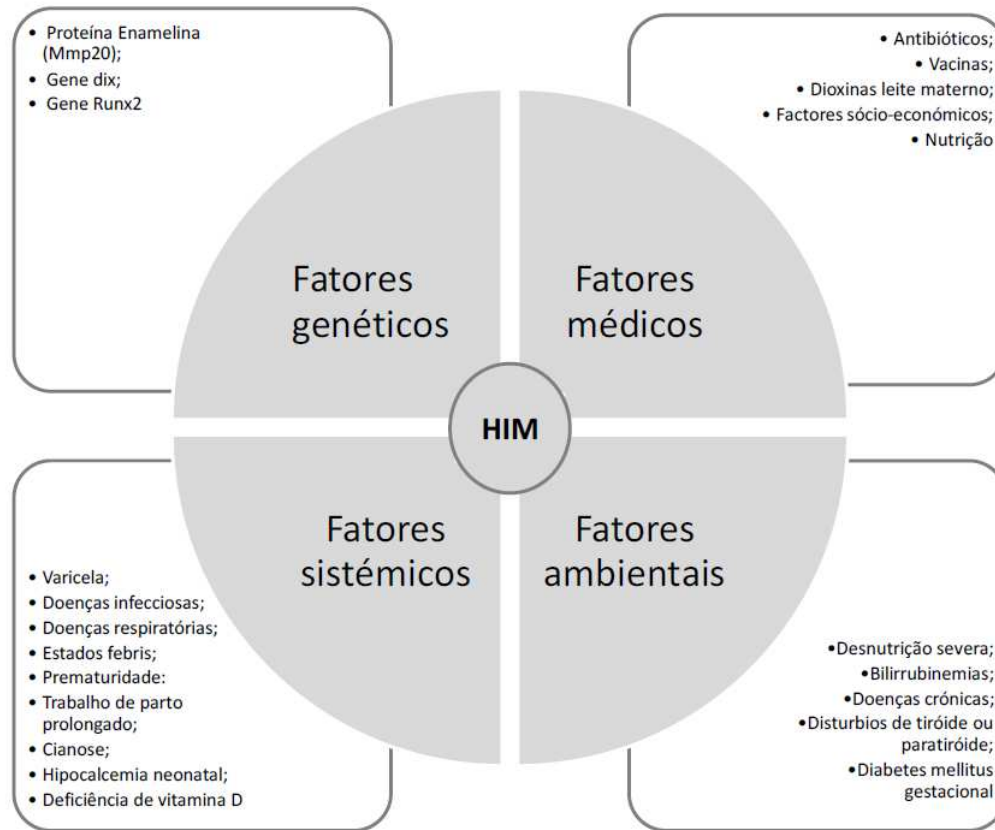 • Proteína Enamelina
(Mmp20);
• Gene dix;
• Gene Runx2
• Antibióticos;
• Vacinas;
• Dioxinas leite materno;
• Factores sócio-económicos;
• Nutrição
Fatores
genéticos
Fatores
médicos
HIM
Fatores
sistémicos
Fatores
ambientais
• Varicela;
• Doenças infecciosas;
• Doenças respiratórias;
• Estados febris;
• Prematuridade:
• Trabalho de parto
prolongado;
• Cianose;
• Hipocalcemia neonatal;
• Deficiência de vitamina D
•Desnutrição severa;
•Bilirrubinemias;
•Doenças crónicas;
•Disturbios de tiróide ou
paratiróide;
•Diabetes mellitus
gestacional